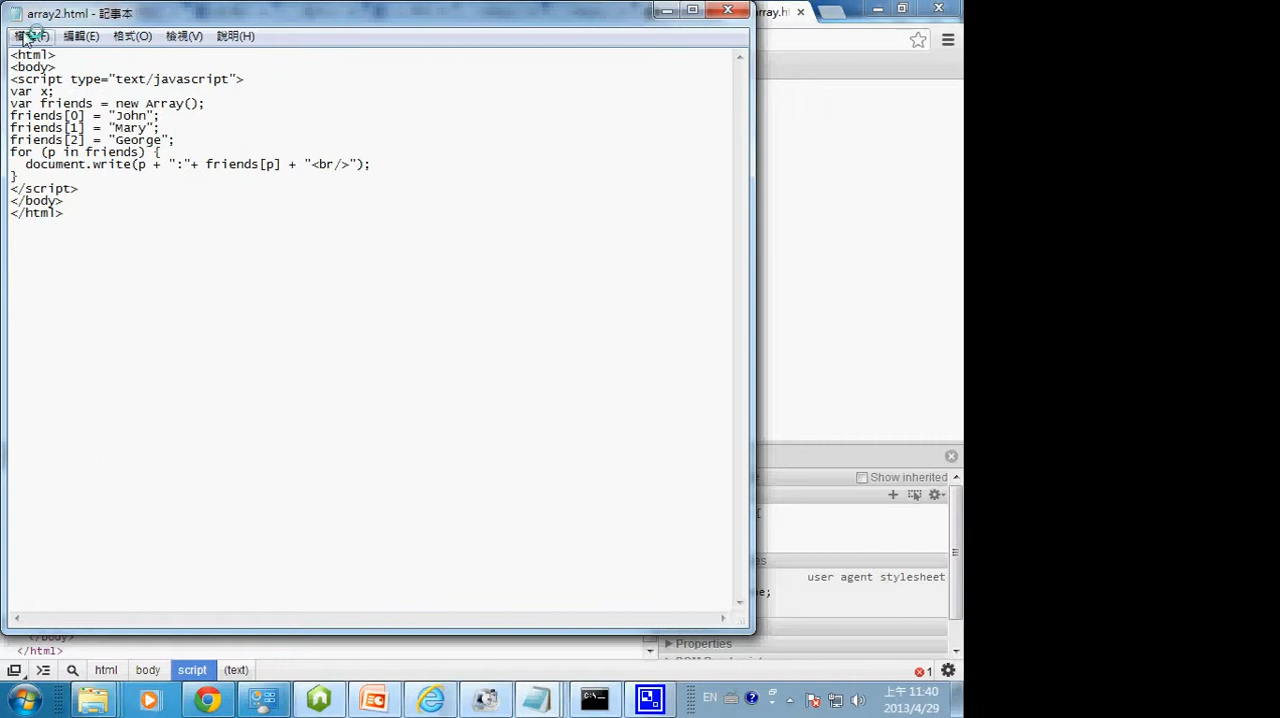 array2.html - 記事本
array.ht
檔案(F) 編輯(E) 格式(O) 檢視(V) 說明(H)
<html>
<body>
<script type="text/javascript">
var x;
var friends = new Array();
friends[0] = "John";
friends[1] = "Mary";
friends[2] = "George";
for (p in friends) {
  document.write(p + ":"+ friends[p] + "<br/>");
}
</script>
</body>
</html>
Show inherited
{
user agent stylesheet
</body>
</html>
Properties
html body script (text)
1
EN
上午 11:40
2013/4/29